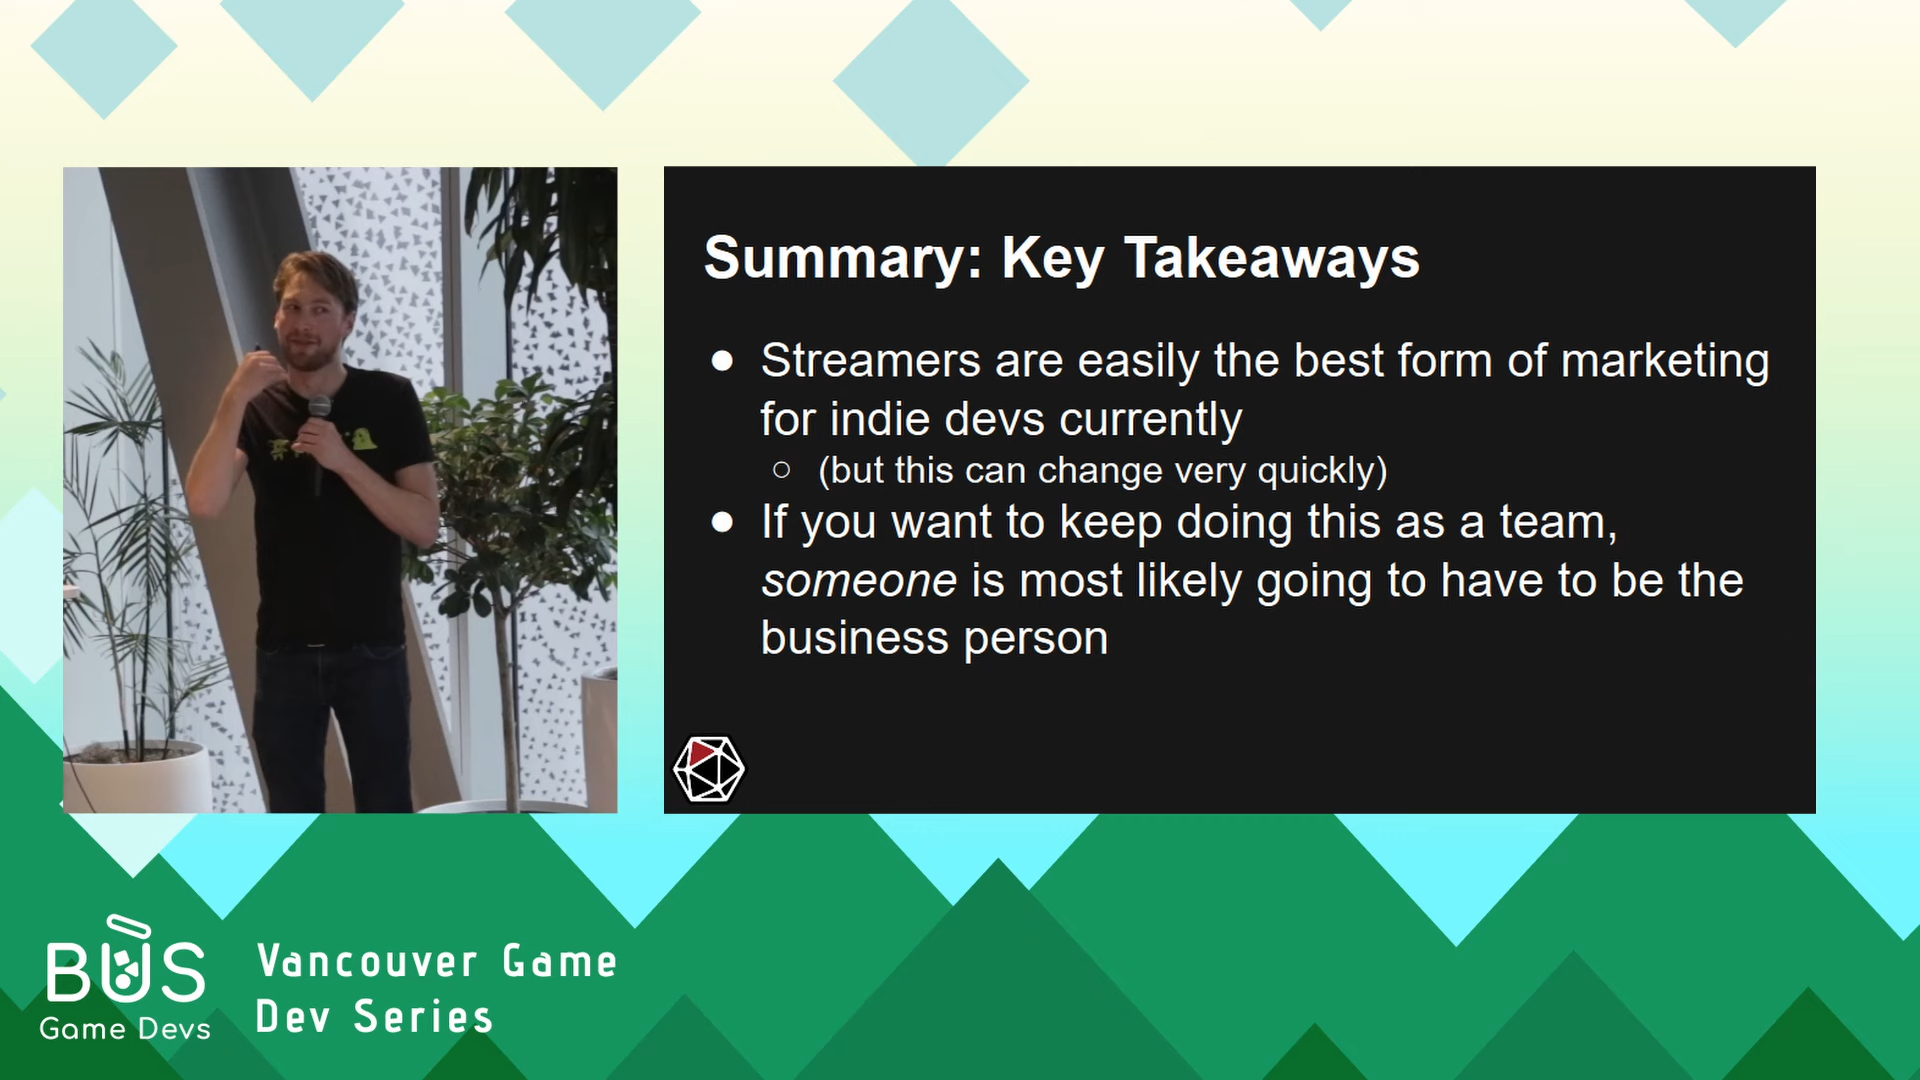 Summary: Key Takeaways
● Streamers are easily the best form of marketing
for indie devs currently
○ (but this can change very quickly)
● If you want to keep doing this as a team,
someone is most likely going to have to be the
business person
BUS
Game Devs
Vancouver Game
Dev Series